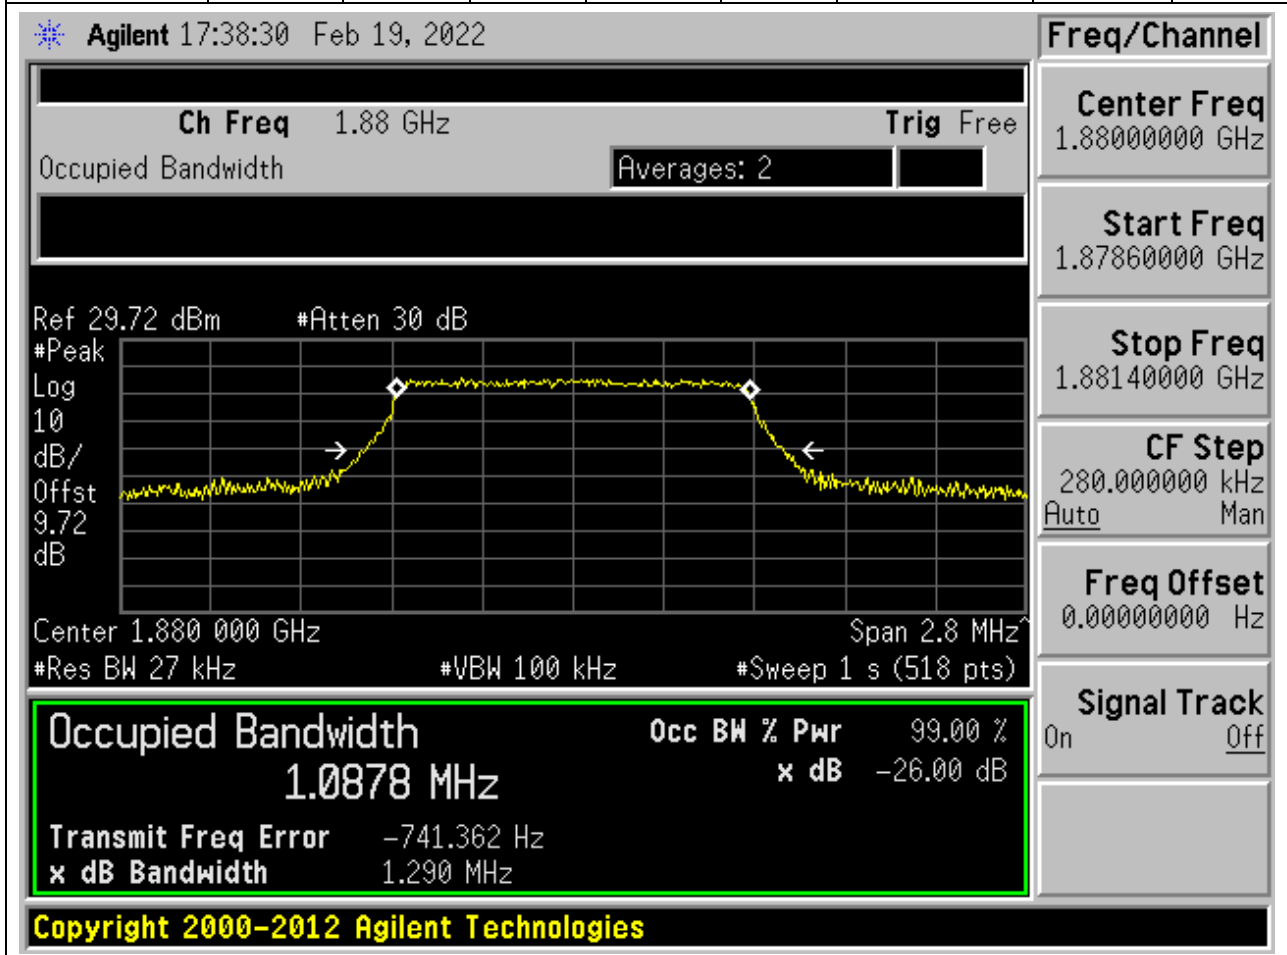 Agilent 17:38:30 Feb 19, 2022
Freq/Channel
Ch Freq 1.88 GHz Trig Free
Occupied Bandwidth Averages: 2
Center Freq
1.88000000 GHz
Start Freq
1.87860000 GHz
Stop Freq
1.88140000 GHz
CF Step
280.000000 kHz
Auto Man
Freq Offset
0.00000000 Hz
Signal Track
On Off
Ref 29.72 dBm #Atten 30 dB
#Peak
Log
10
dB/
Offst
9.72
dB
Center 1.880 000 GHz Span 2.8 MHz^
#Res BW 27 kHz #VBW 100 kHz #Sweep 1 s (518 pts)
Occupied Bandwidth Occ BW % Pwr 99.00 %
1.0878 MHz x dB -26.00 dB
Transmit Freq Error -741.362 Hz
x dB Bandwidth 1.290 MHz
Copyright 2000-2012 Agilent Technologies